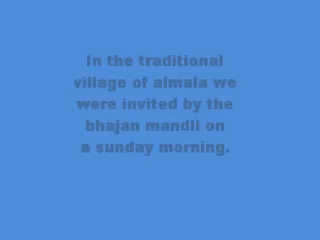 In the traditional
village of almala we
were invited by the
bhajan mandli on
a sunday morning.